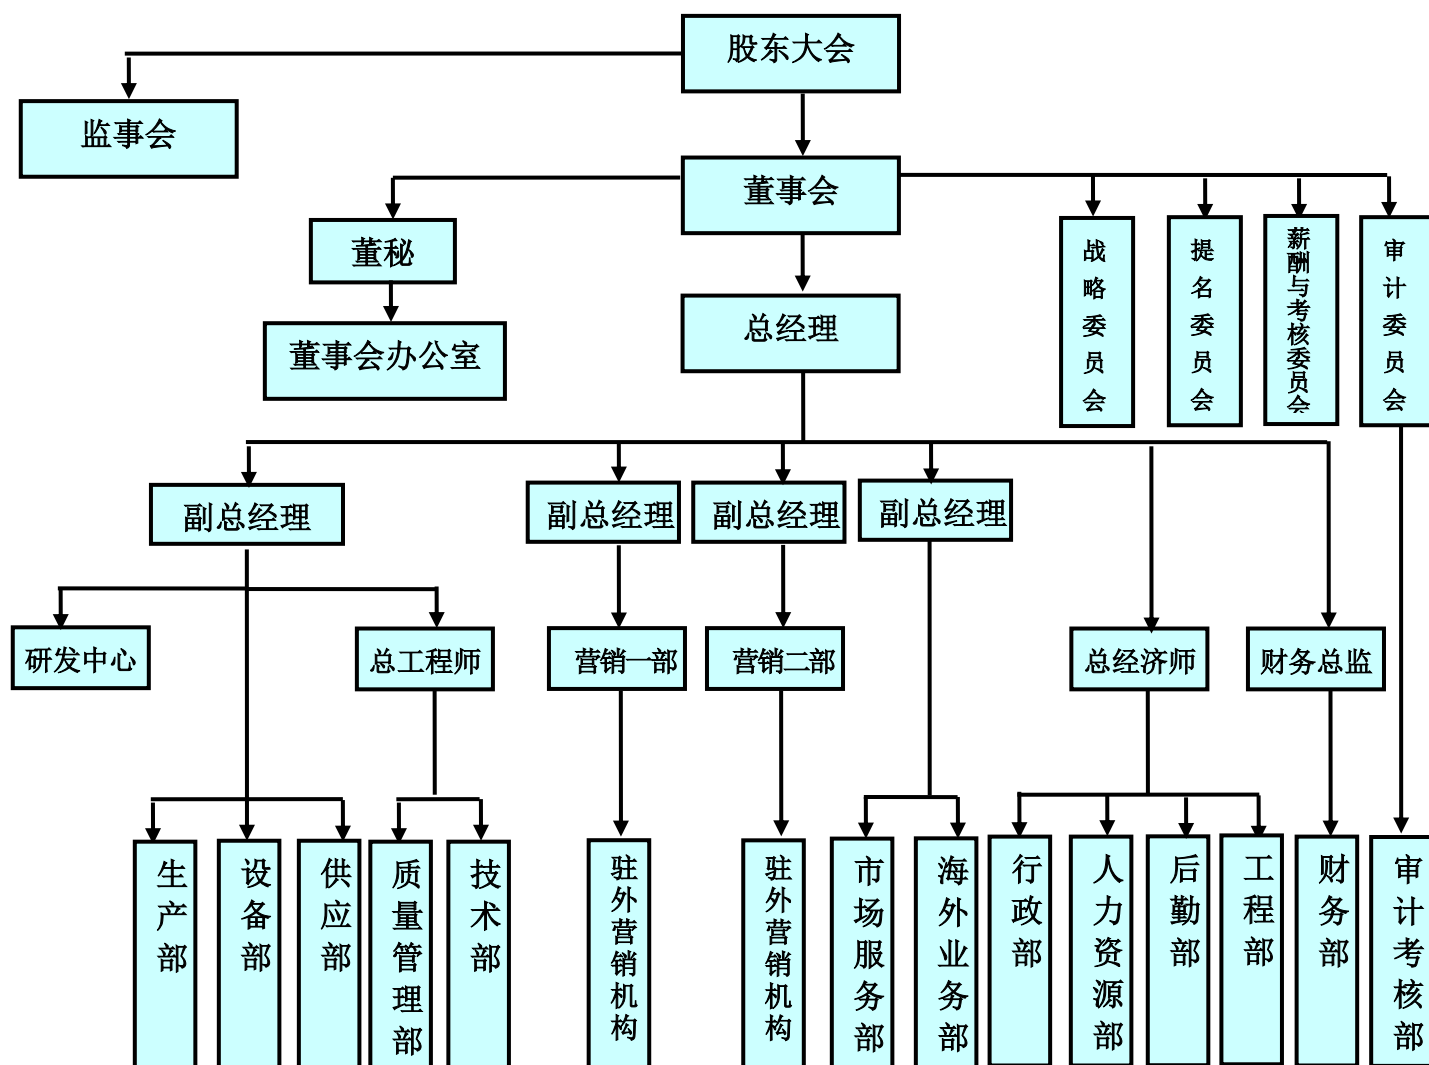 股东大会
监事会
董事会
董秘
董事会办公室
总经理
战略委员会
提名委员会
薪酬与考核委员会
审计委员会
副总经理
副总经理
副总经理
副总经理
研发中心
总工程师
营销一部
营销二部
总经济师
财务总监
生产部
设备部
供应部
质量管理部
技术部
驻外营销机构
驻外营销机构
市场服务部
海外业务部
行政部
人力资源部
后勤部
工程部
财务部
审计考核部